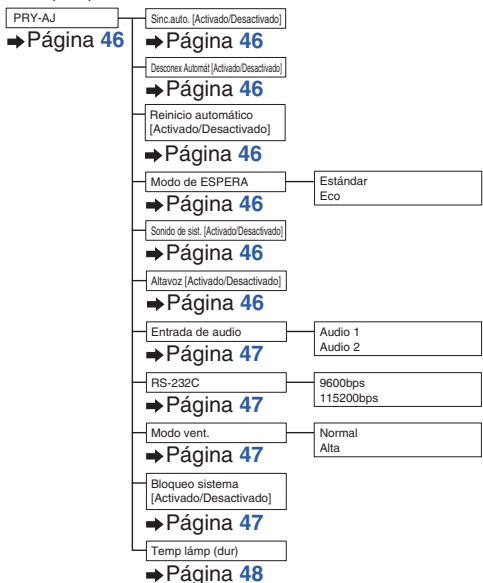 PRY-AJ
➡Página 46
Sinc.auto. [Activado/Desactivado]
➡Página 46
Desconex Automát [Activado/Desactivado]
➡Página 46
Reinicio automático
[Activado/Desactivado]
➡Página 46
Modo de ESPERA
Estándar
Eco
➡Página 46
Sonido de sist. [Activado/Desactivado]
➡Página 46
Altavoz [Activado/Desactivado]
➡Página 46
Entrada de audio
Audio 1
Audio 2
➡Página 47
RS-232C
9600bps
115200bps
➡Página 47
Modo vent.
Normal
Alta
➡Página 47
Bloqueo sistema
[Activado/Desactivado]
➡Página 47
Temp lámp (dur)
➡Página 48